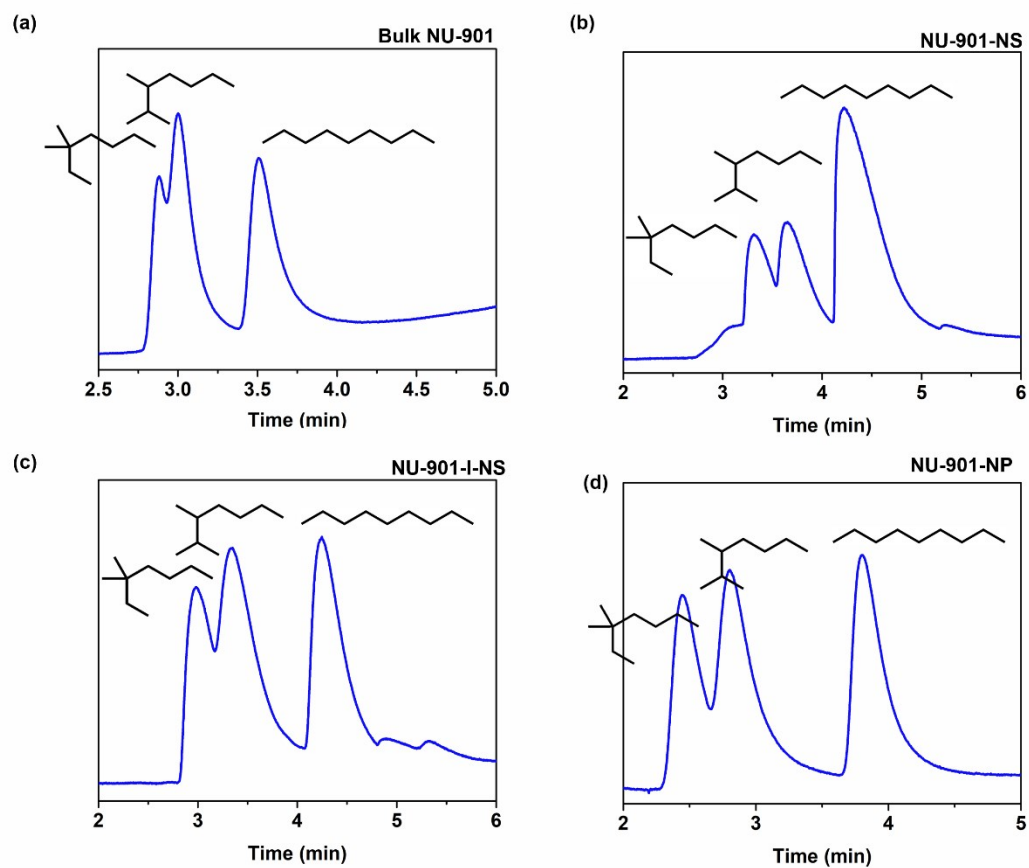 (a)
Bulk NU-901
2.5 3.0 3.5 4.0 4.5 5.0
Time (min)
(b)
NU-901-NS
2 3 4 5 6
Time (min)
(c)
NU-901-I-NS
2 3 4 5 6
Time (min)
(d)
NU-901-NP
2 3 4 5
Time (min)